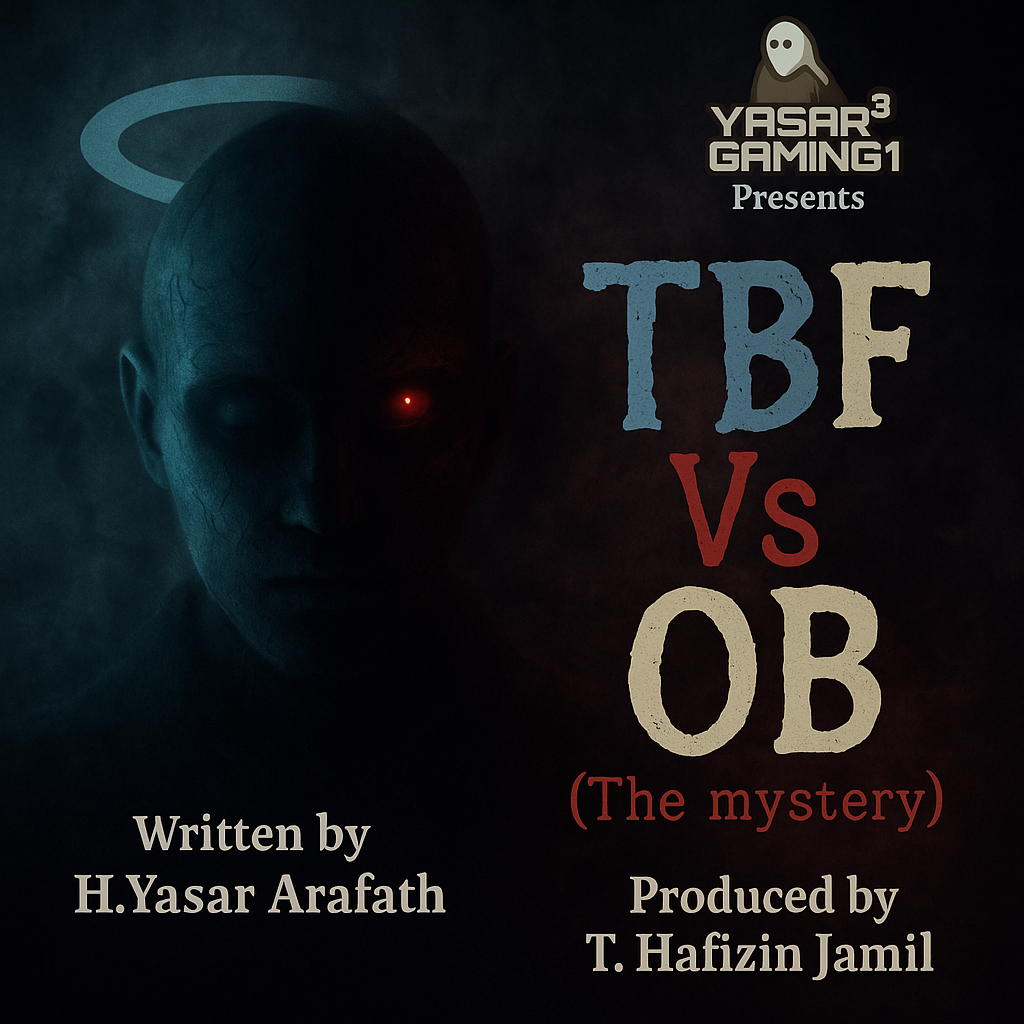 YASAR³
GAMING1
Presents
TBF
Vs
OB
(The mystery)
Written by
H.Yasar Arafath
Produced by
T. Hafizin Jamil